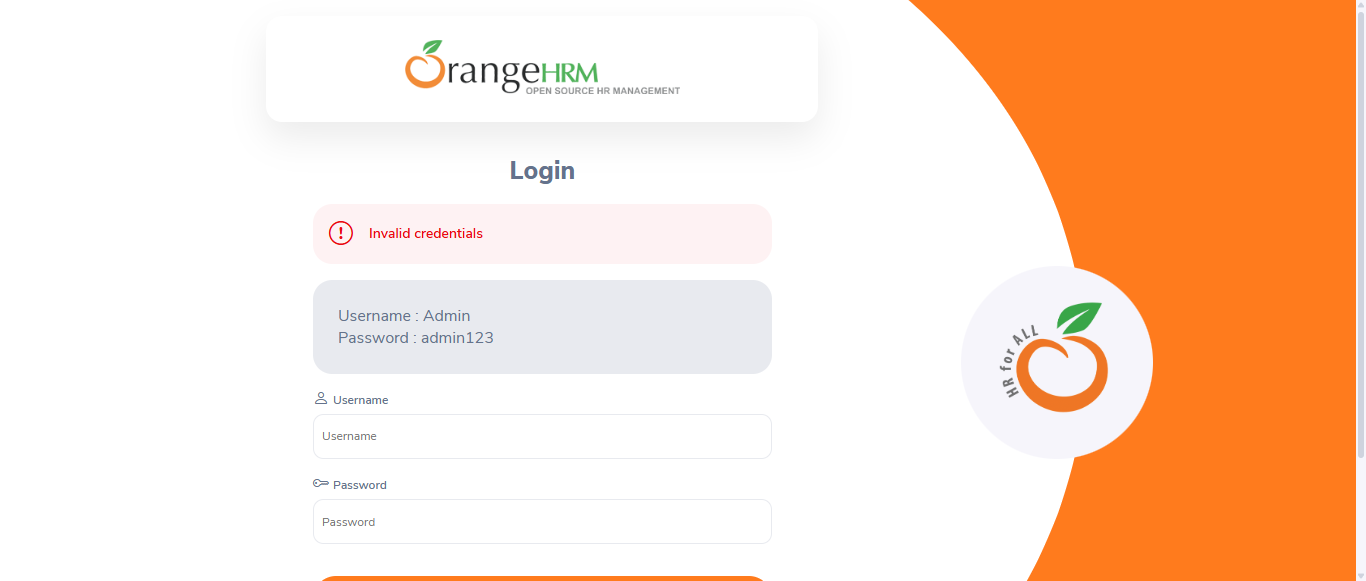 OrangeHRM
OPEN SOURCE HR MANAGEMENT
Login
Invalid credentials
Username : Admin
Password : admin123
Username
Username
Password
Password
HR for ALL